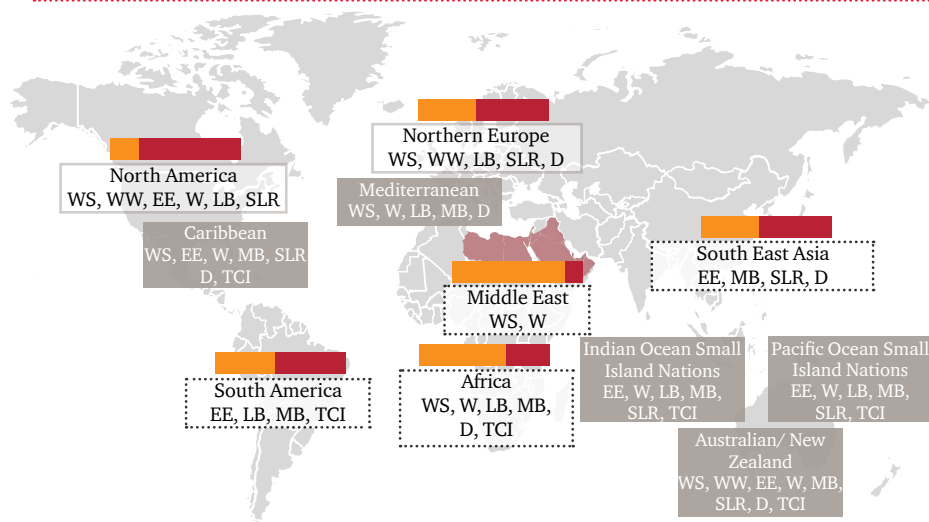 Northern Europe
WS, WW, LB, SLR, D
North America
WS, WW, EE, W, LB, SLR
Mediterranean
WS, W, LB, MB, D
Caribbean
WS, EE, W, MB, SLR
D, TCI
South East Asia
EE, MB, SLR, D
Middle East
WS, W
South America
EE, LB, MB, TCI
Africa
WS, W, LB, MB,
D, TCI
Indian Ocean Small
Island Nations
EE, W, LB, MB,
SLR, TCI
Pacific Ocean Small
Island Nations
EE, W, LB, MB,
SLR, TCI
Australian/ New
Zealand
WS, WW, EE, W, MB,
SLR, D, TCI